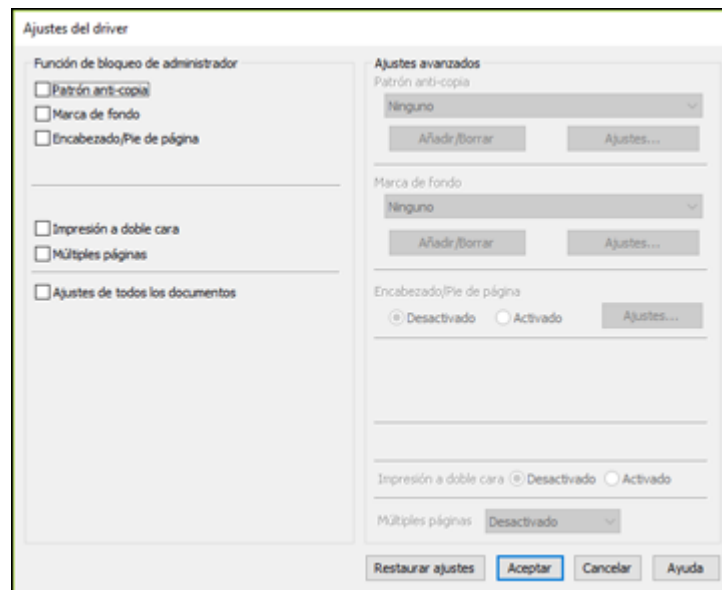 Ajustes del driver
Función de bloqueo de administrador
Patrón anti-copia
Marca de fondo
Encabezado/Pie de página
Impresión a doble cara
Múltiples páginas
Ajustes de todos los documentos
Ajustes avanzados
Patrón anti-copia
Ninguno
Añadir/Borrar Ajustes...
Marca de fondo
Ninguno
Añadir/Borrar Ajustes...
Encabezado/Pie de página
Desactivado Activado Ajustes...
Impresión a doble cara Desactivado Activado
Múltiples páginas Desactivado
Restaurar ajustes Aceptar Cancelar Ayuda